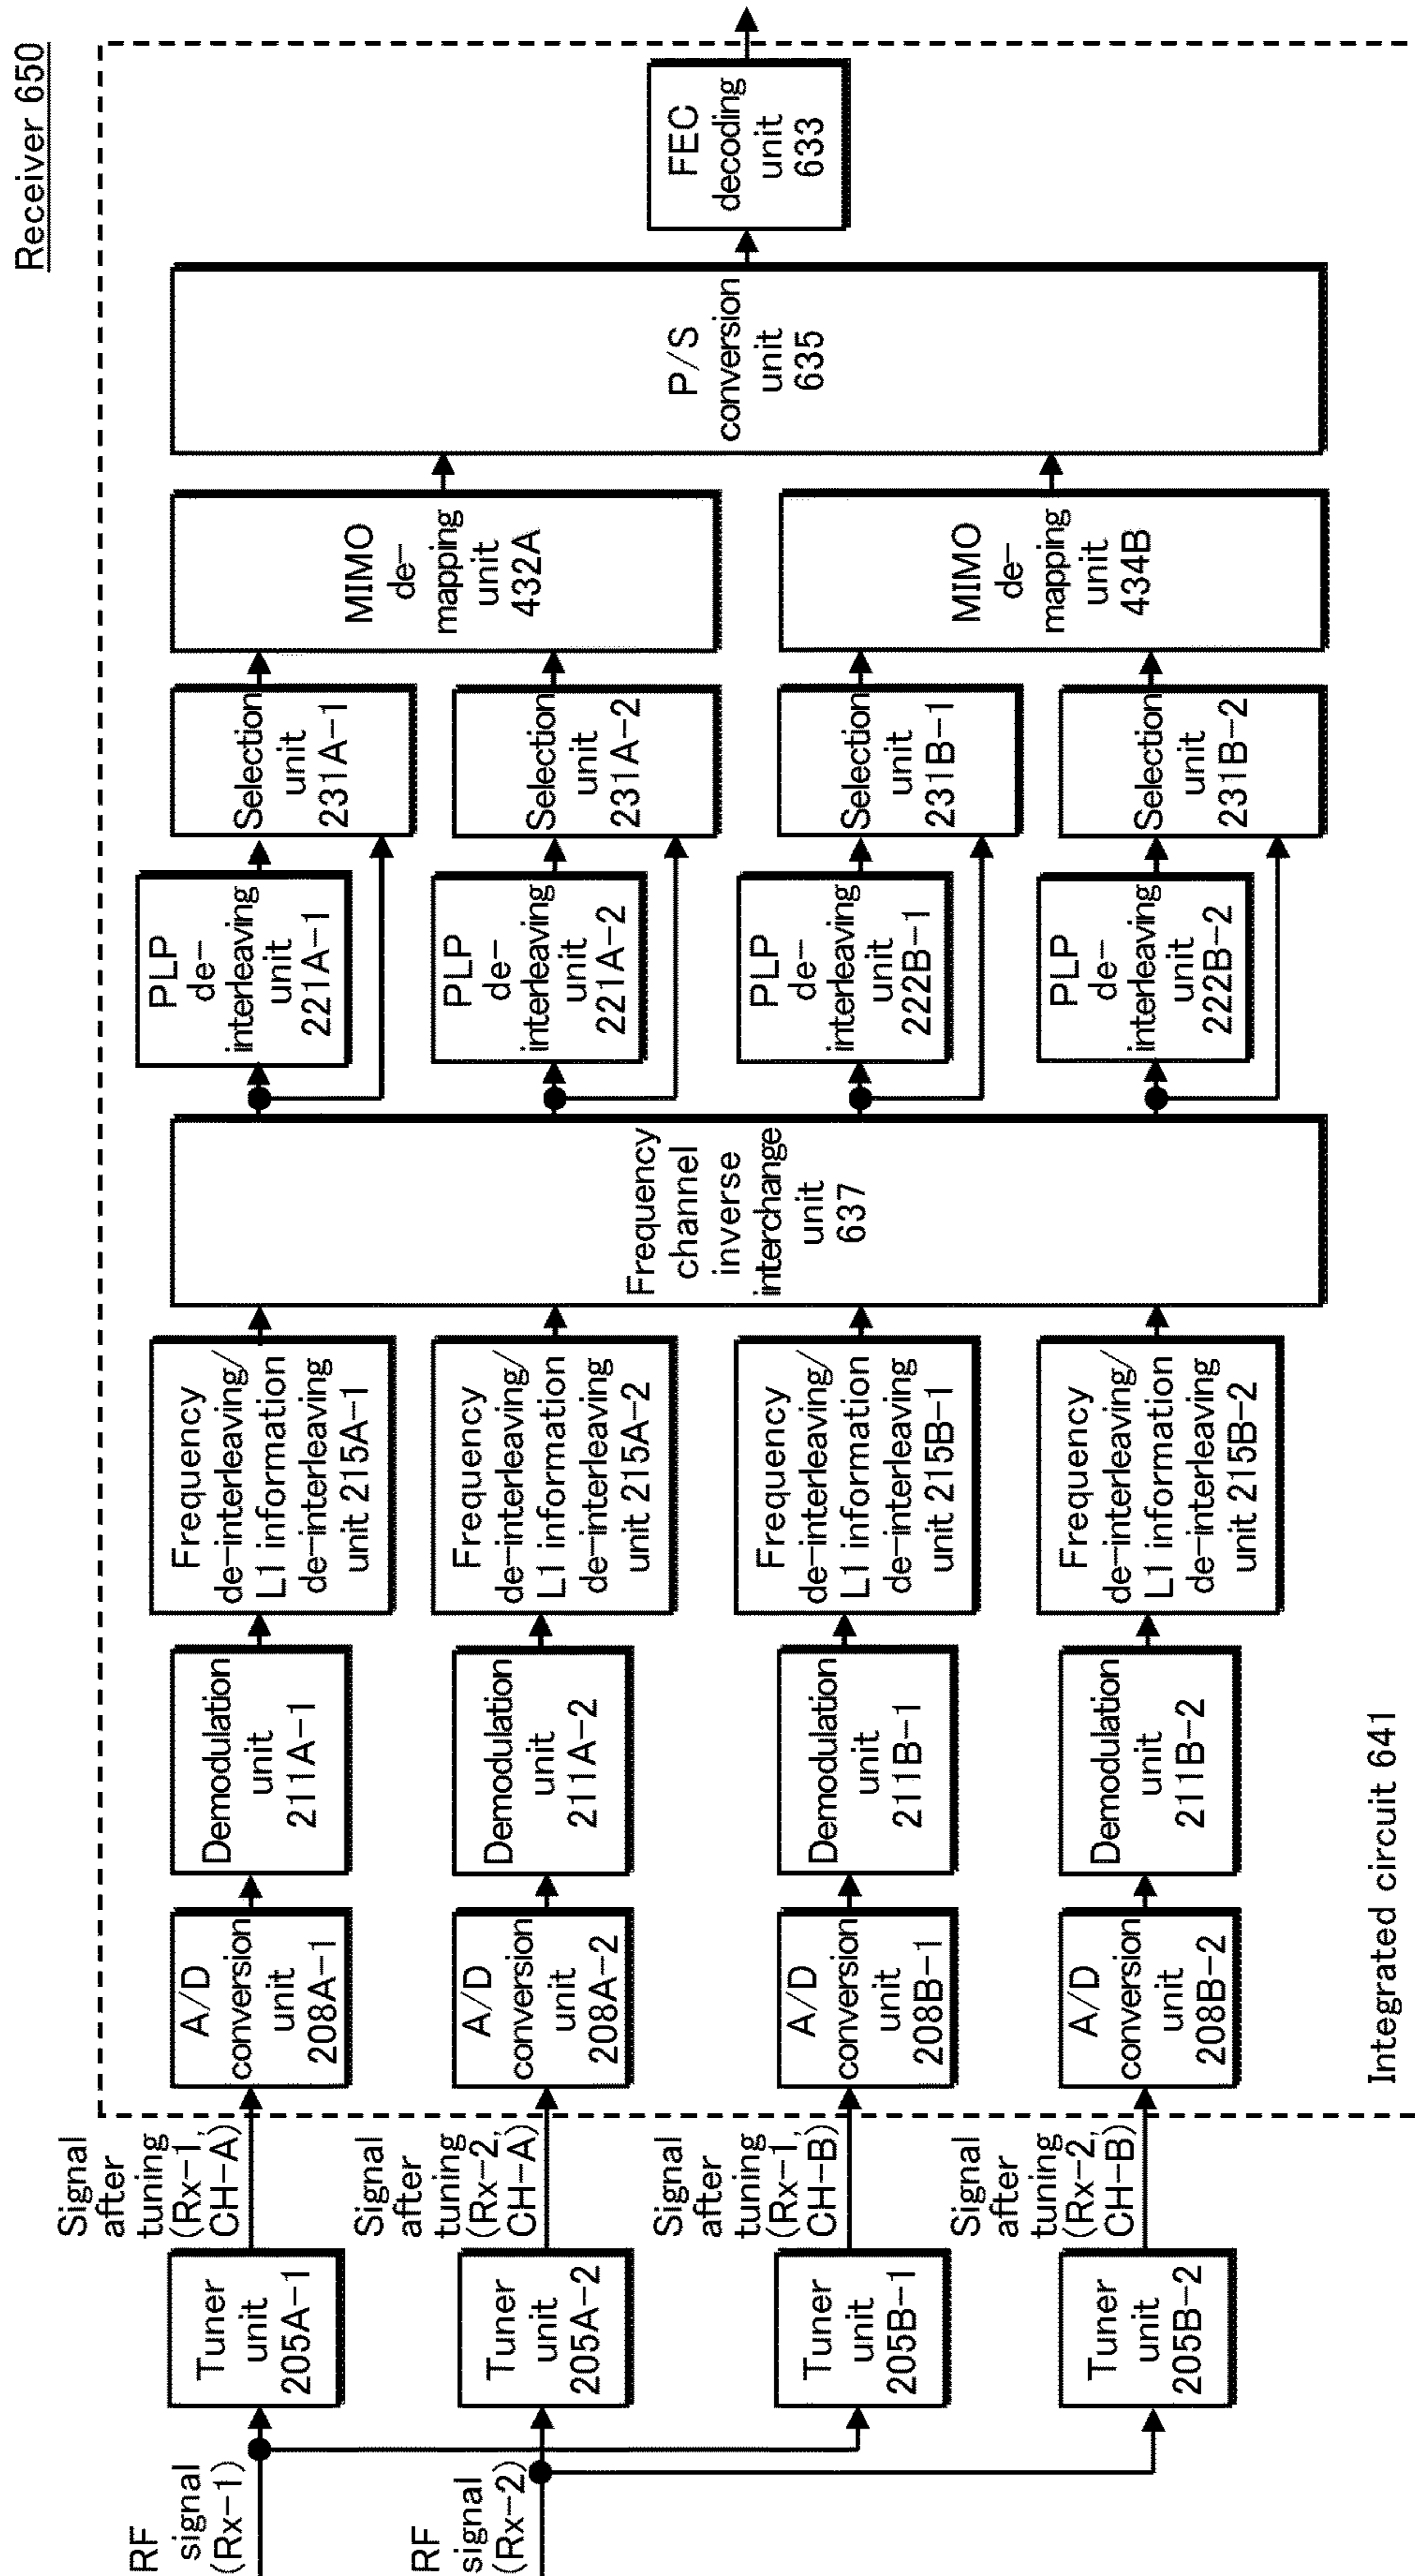 Receiver 650
RF
signal
(Rx-1)
RF
signal
(Rx-2)
Tuner
unit
205A-1
Tuner
unit
205A-2
Tuner
unit
205B-1
Tuner
unit
205B-2
Signal
after
tuning
(Rx-1,
CH-A)
Signal
after
tuning
(Rx-2,
CH-A)
Signal
after
tuning
(Rx-1,
CH-B)
Signal
after
tuning
(Rx-2,
CH-B)
A/D
conversion
unit
208A-1
A/D
conversion
unit
208A-2
A/D
conversion
unit
208B-1
A/D
conversion
unit
208B-2
Demodulation
unit
211A-1
Demodulation
unit
211A-2
Demodulation
unit
211B-1
Demodulation
unit
211B-2
Frequency
de-interleaving/
L1 information
de-interleaving
unit 215A-1
Frequency
de-interleaving/
L1 information
de-interleaving
unit 215A-2
Frequency
de-interleaving/
L1 information
de-interleaving
unit 215B-1
Frequency
de-interleaving/
L1 information
de-interleaving
unit 215B-2
Frequency
channel
inverse
interchange
unit
637
PLP
de-
interleaving
unit
221A-1
PLP
de-
interleaving
unit
221A-2
PLP
de-
interleaving
unit
222B-1
PLP
de-
interleaving
unit
222B-2
Selection
unit
231A-1
Selection
unit
231A-2
Selection
unit
231B-1
Selection
unit
231B-2
MIMO
de-
mapping
unit
432A
MIMO
de-
mapping
unit
434B
P/S
conversion
unit
635
FEC
decoding
unit
633
Integrated circuit 641